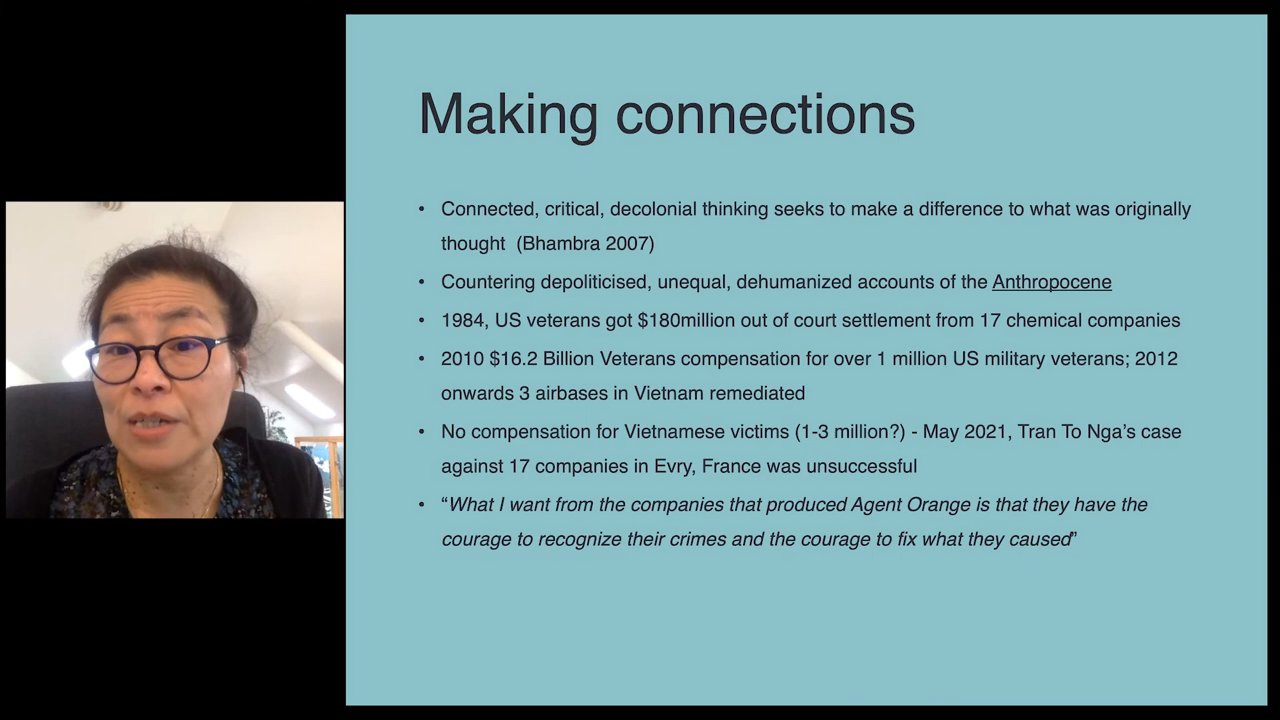 Making connections
• Connected, critical, decolonial thinking seeks to make a difference to what was originally
thought  (Bhambra 2007)
• Countering depoliticised, unequal, dehumanized accounts of the Anthropocene
• 1984, US veterans got $180million out of court settlement from 17 chemical companies
• 2010 $16.2 Billion Veterans compensation for over 1 million US military veterans; 2012
onwards 3 airbases in Vietnam remediated
• No compensation for Vietnamese victims (1-3 million?) - May 2021, Tran To Nga’s case
against 17 companies in Evry, France was unsuccessful
• “What I want from the companies that produced Agent Orange is that they have the
courage to recognize their crimes and the courage to fix what they caused”